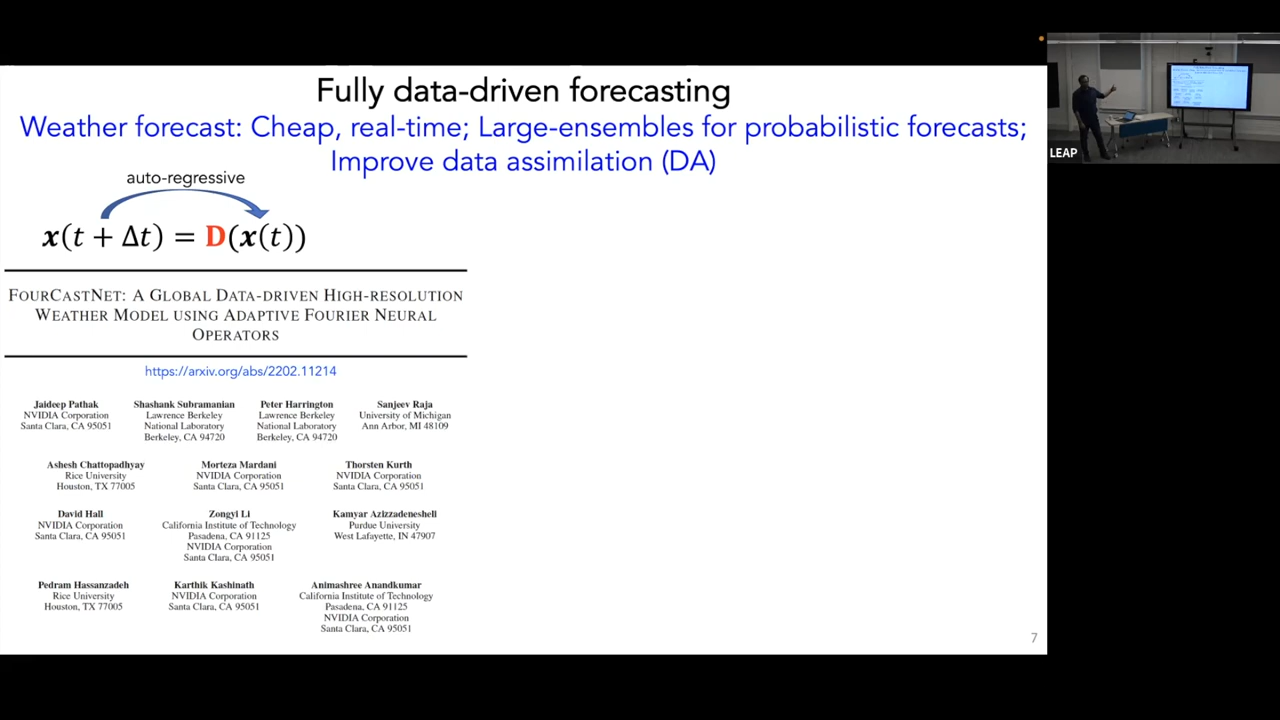 Fully data-driven forecasting
Weather forecast: Cheap, real-time; Large-ensembles for probabilistic forecasts;
Improve data assimilation (DA)
auto-regressive
x(t + Δt) = D(x(t))
FOURCASTNET: A GLOBAL DATA-DRIVEN HIGH-RESOLUTION
WEATHER MODEL USING ADAPTIVE FOURIER NEURAL
OPERATORS
https://arxiv.org/abs/2202.11214
Jaideep Pathak
NVIDIA Corporation
Santa Clara, CA 95051
Shashank Subramanian
Lawrence Berkeley
National Laboratory
Berkeley, CA 94720
Peter Harrington
Lawrence Berkeley
National Laboratory
Berkeley, CA 94720
Sanjeev Raja
University of Michigan
Ann Arbor, MI 48109
Ashesh Chattopadhyay
Rice University
Houston, TX 77005
Morteza Mardani
NVIDIA Corporation
Santa Clara, CA 95051
Thorsten Kurth
NVIDIA Corporation
Santa Clara, CA 95051
David Hall
NVIDIA Corporation
Santa Clara, CA 95051
Zongyi Li
California Institute of Technology
Pasadena, CA 91125
NVIDIA Corporation
Santa Clara, CA 95051
Kamyar Azizzadenesheli
Purdue University
West Lafayette, IN 47907
Pedram Hassanzadeh
Rice University
Houston, TX 77005
Karthik Kashinath
NVIDIA Corporation
Santa Clara, CA 95051
Animashree Anandkumar
California Institute of Technology
Pasadena, CA 91125
NVIDIA Corporation
Santa Clara, CA 95051
7
LEAP